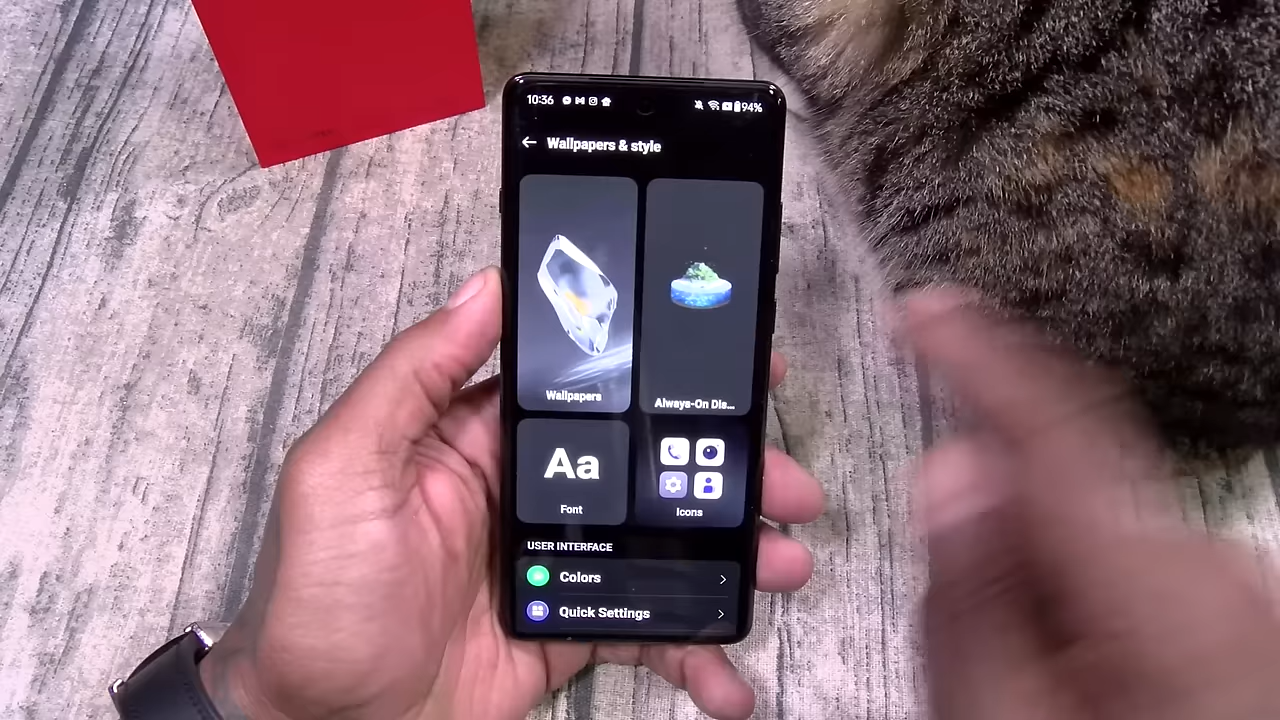 10:36 94%
Wallpapers & style
Wallpapers
Always-On Dis...
Aa
Font
Icons
USER INTERFACE
Colors
Quick Settings